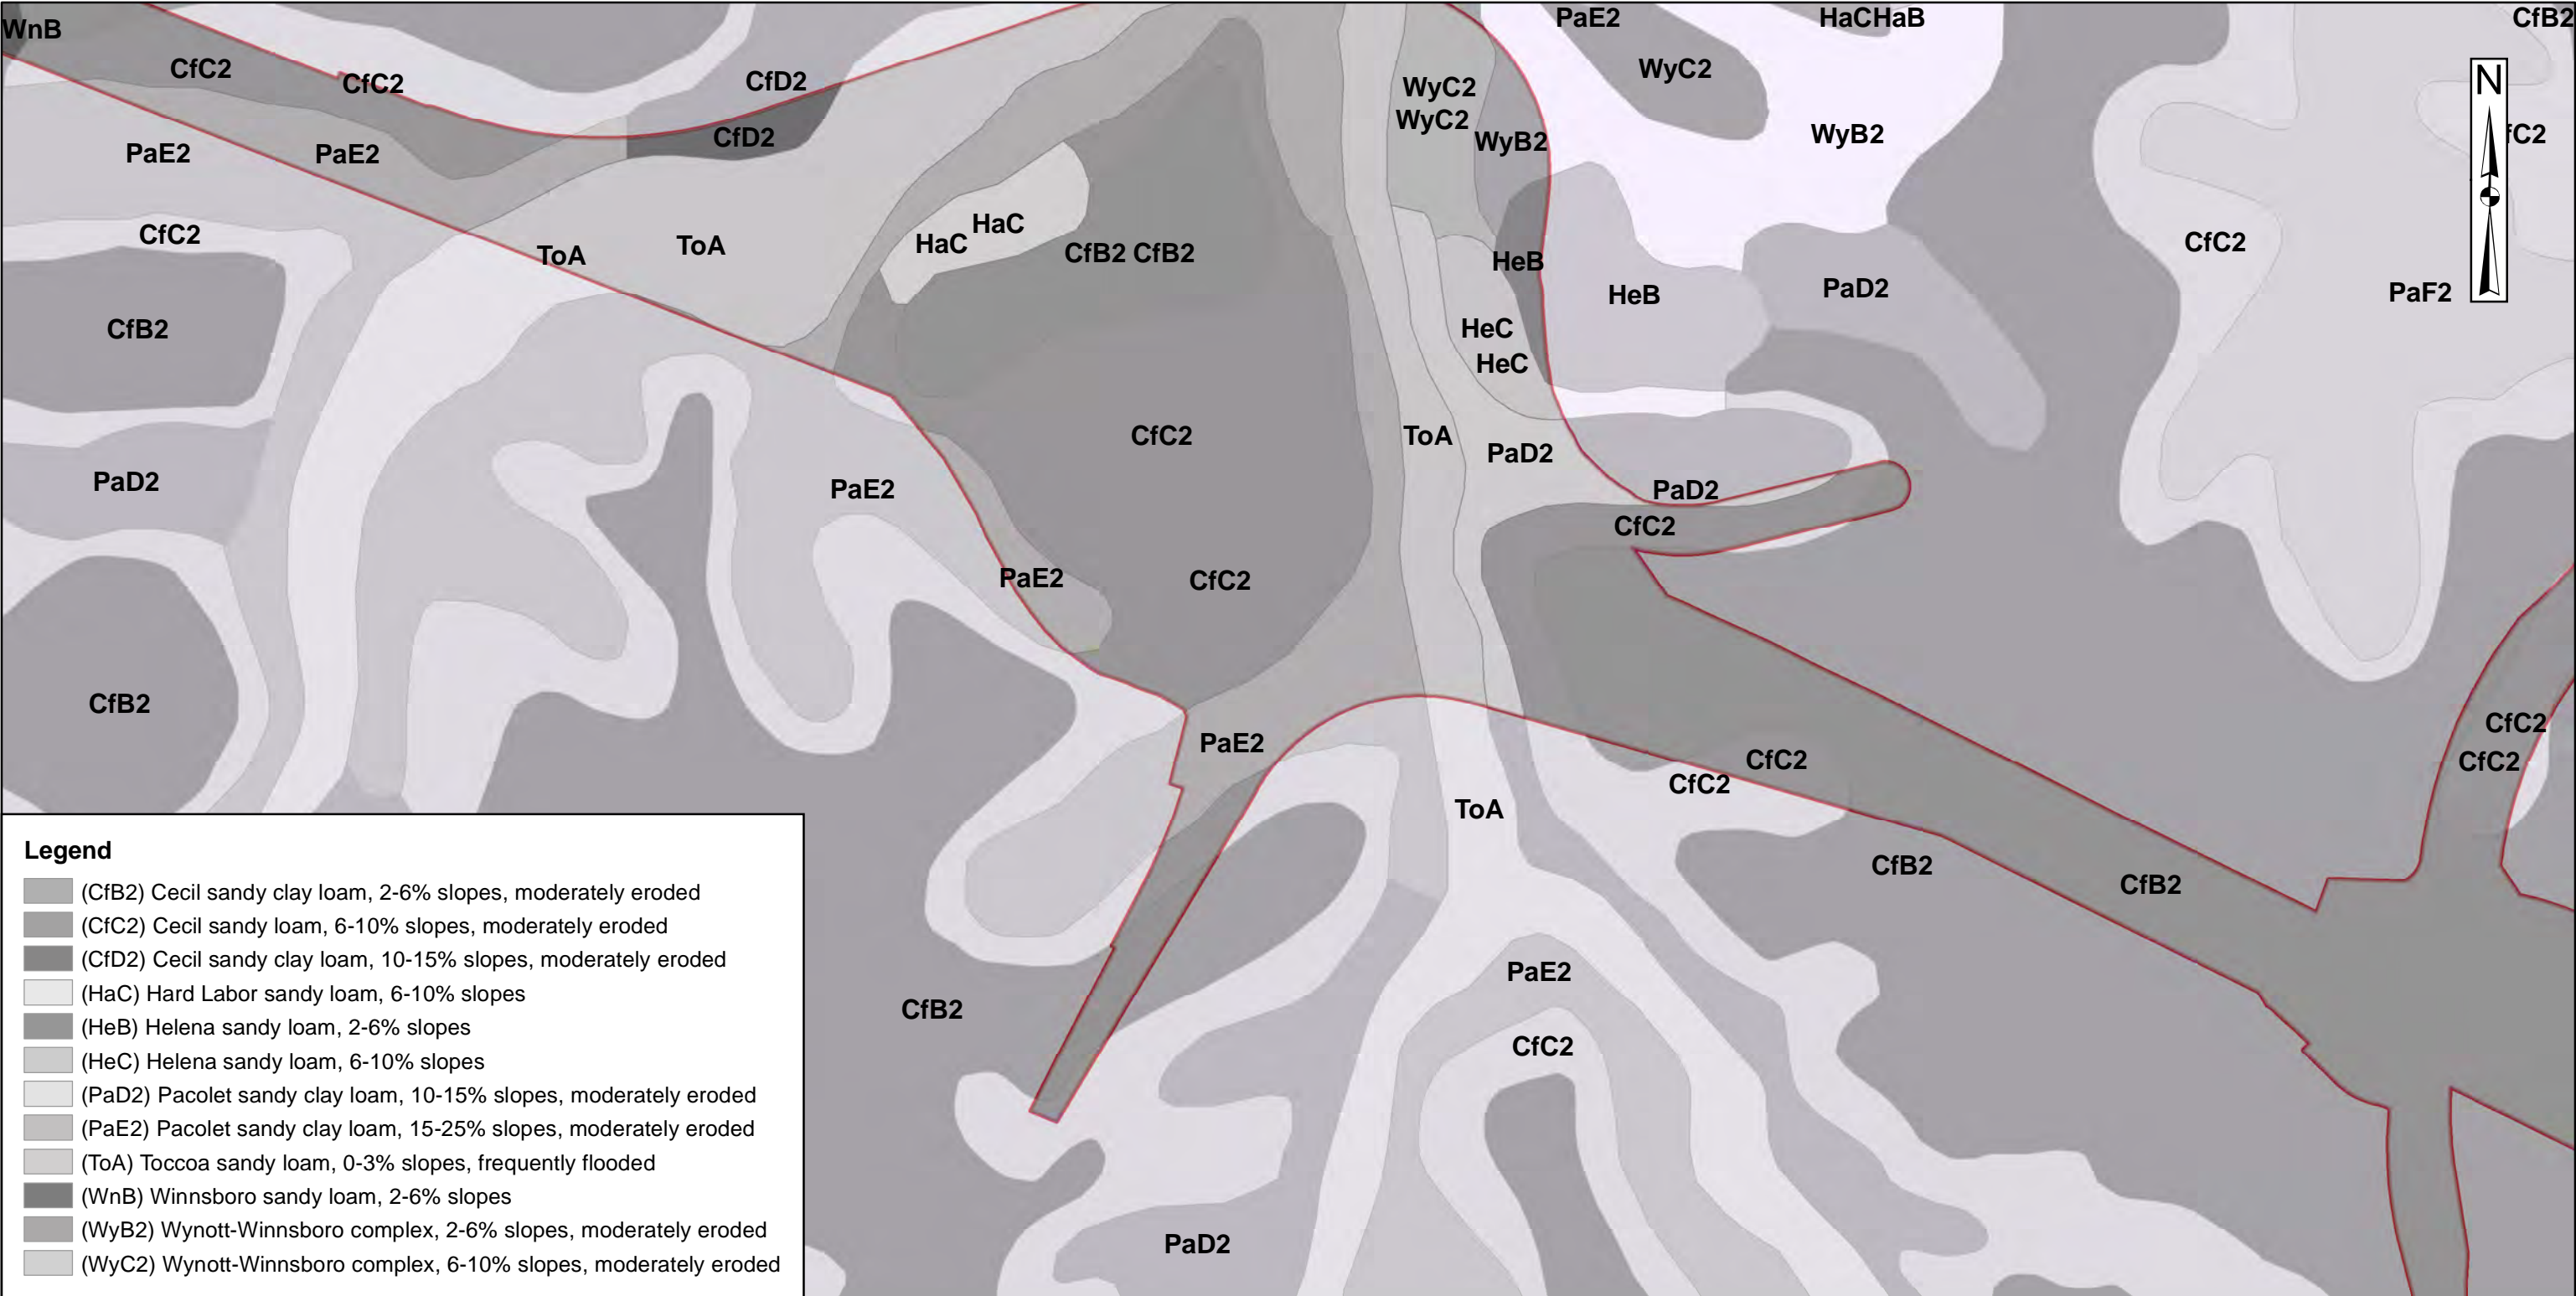 WnB
PaE2
HaCHaB
CfB2
CfC2
CfC2
CfD2
WyC2
N
WyC2
WyC2
CfD2
WyB2
WyB2
fC2
PaE2
PaE2
CfC2
HaC
HaC
ToA
ToA
CfB2 CfB2
HeB
CfC2
HeB
PaD2
PaF2
CfB2
HeC
HeC
CfC2
ToA
PaD2
PaD2
PaE2
PaD2
CfC2
PaE2
CfC2
CfB2
PaE2
CfC2
CfC2
CfC2
CfC2
ToA
CfB2
CfB2
PaE2
CfB2
CfC2
PaD2
Legend
(CfB2) Cecil sandy clay loam, 2-6% slopes, moderately eroded
(CfC2) Cecil sandy loam, 6-10% slopes, moderately eroded
(CfD2) Cecil sandy clay loam, 10-15% slopes, moderately eroded
(HaC) Hard Labor sandy loam, 6-10% slopes
(HeB) Helena sandy loam, 2-6% slopes
(HeC) Helena sandy loam, 6-10% slopes
(PaD2) Pacolet sandy clay loam, 10-15% slopes, moderately eroded
(PaE2) Pacolet sandy clay loam, 15-25% slopes, moderately eroded
(ToA) Toccoa sandy loam, 0-3% slopes, frequently flooded
(WnB) Winnsboro sandy loam, 2-6% slopes
(WyB2) Wynott-Winnsboro complex, 2-6% slopes, moderately eroded
(WyC2) Wynott-Winnsboro complex, 6-10% slopes, moderately eroded